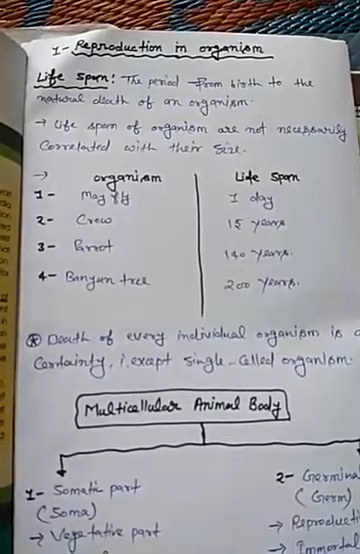 1- Reproduction in organism
Life Span: The period from birth to the
natural death of an organism.
→ Life span of organism are not necessarily
Correlated with their Size.
→ organism Life Span
1- May fly 1 day
2- Crow 15 years
3- Parrot 140 years.
4- Banyan tree 200 years.
⊛ Death of every individual organism is a
Certainty, i.except single-celled organism.
Multicellular Animal Body
1- Somatic part 2- Germina
(Soma) (Germ)
→ Vegetative part → Reproducti
→ Immortal